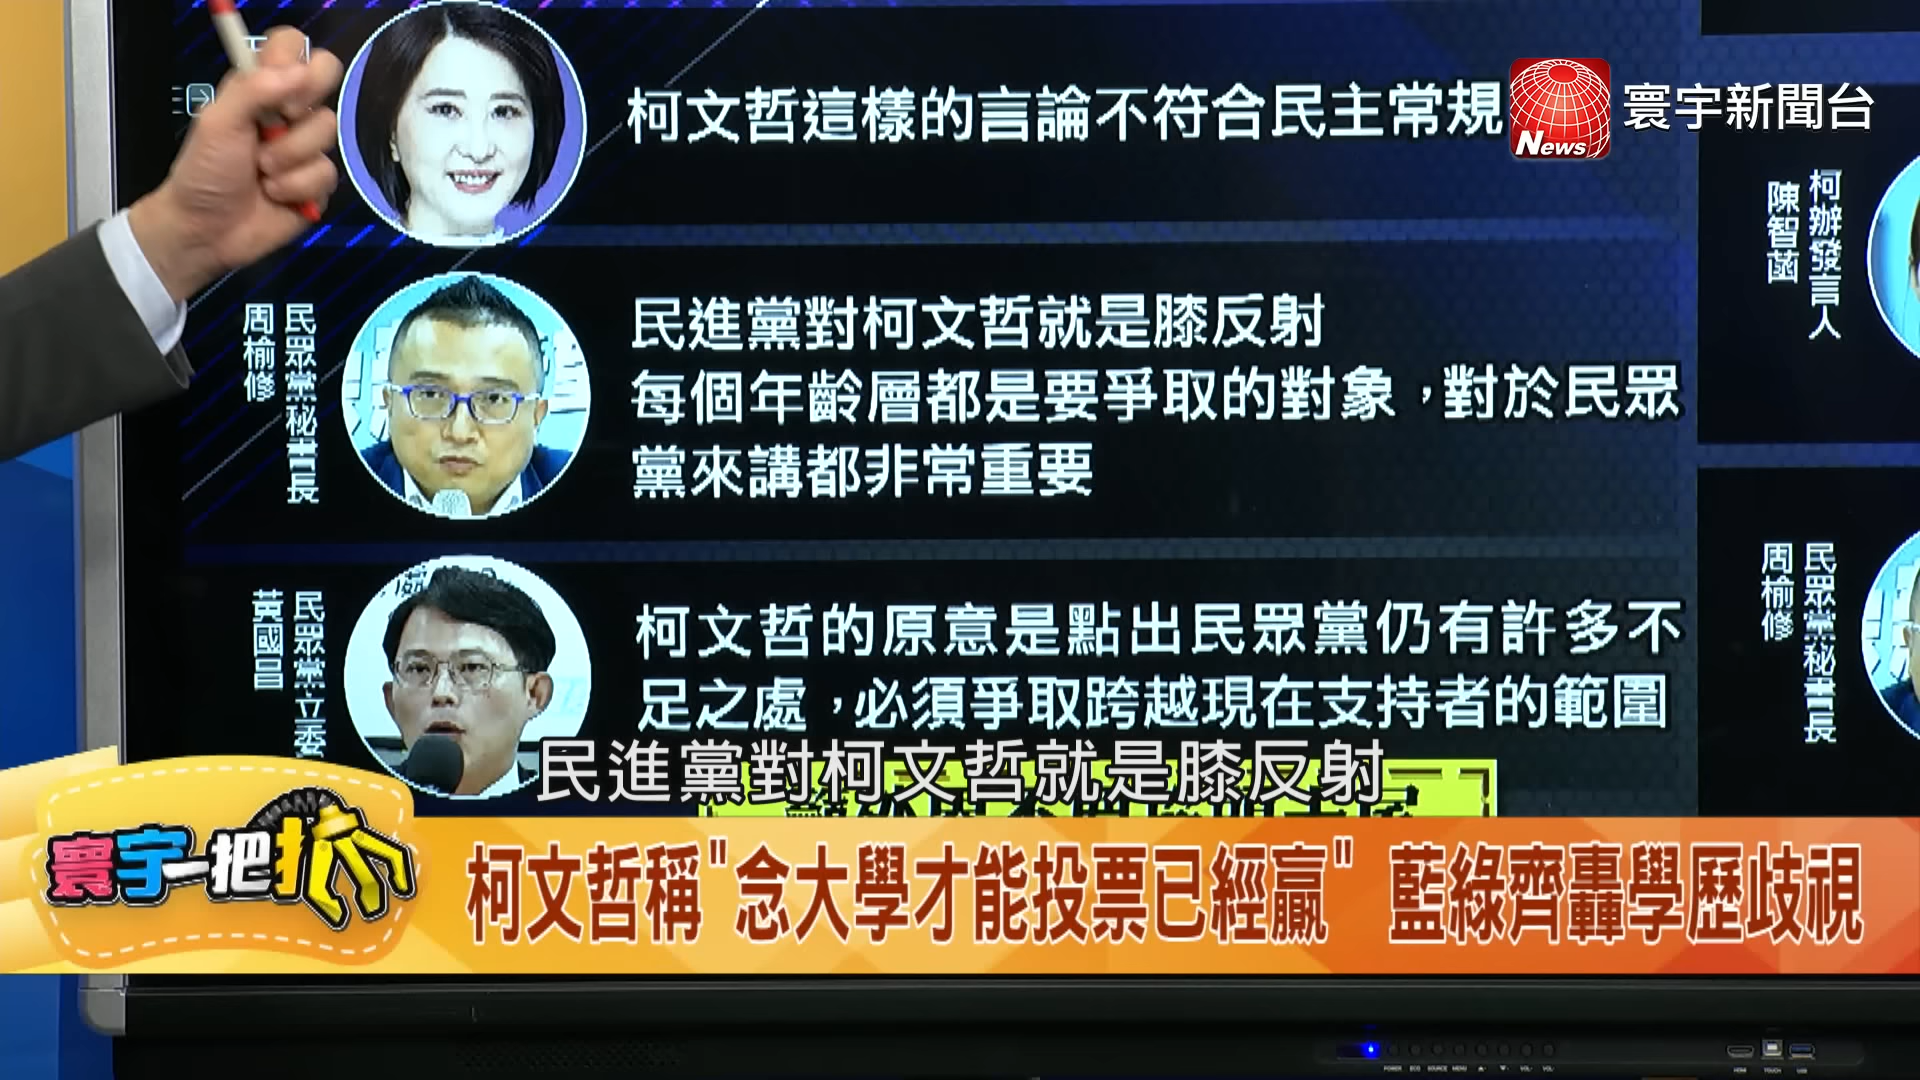 柯文哲這樣的言論不符合民主常規
News
寰宇新聞台
柯辦發言人
陳智菡
民眾黨秘書長
周榆修
民進黨對柯文哲就是膝反射
每個年齡層都是要爭取的對象，對於民眾
黨來講都非常重要
民眾黨立委
黃國昌
柯文哲的原意是點出民眾黨仍有許多不
足之處，必須爭取跨越現在支持者的範圍
民眾黨秘書長
周榆修
民進黨對柯文哲就是膝反射
寰宇一把抓
柯文哲稱"念大學才能投票已經贏" 藍綠齊轟學歷歧視